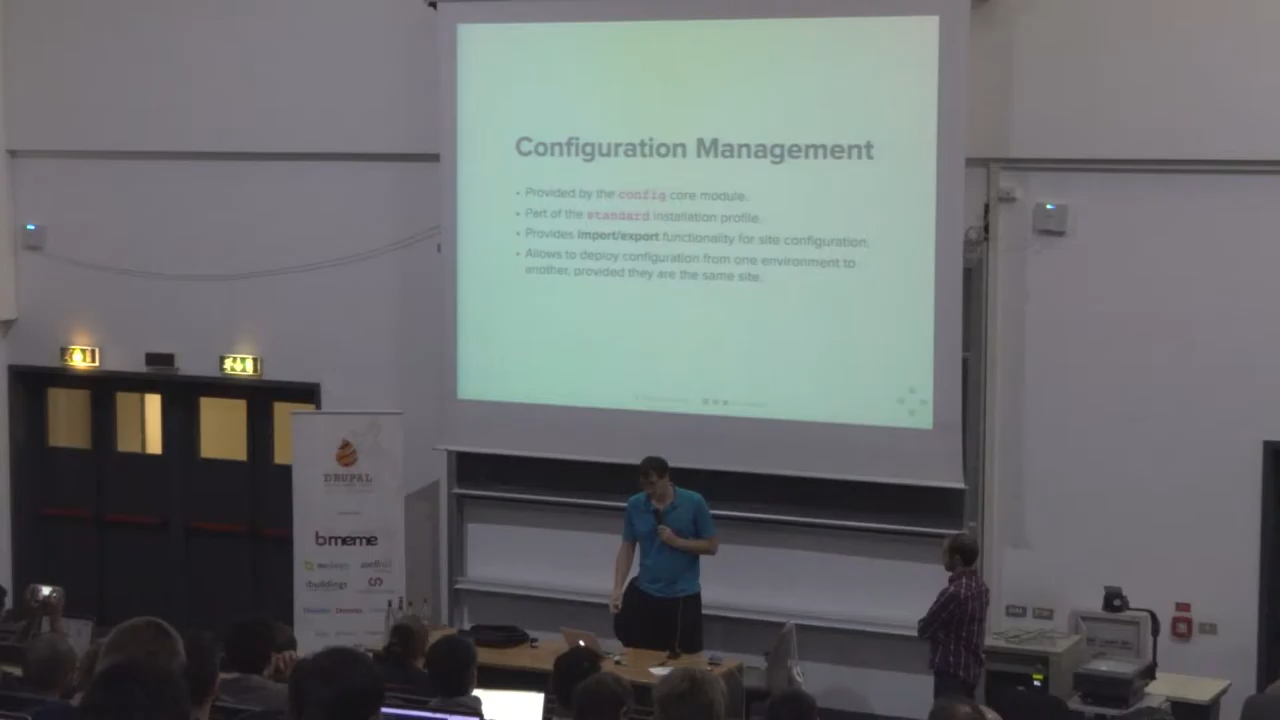 Configuration Management
• Provided by the config core module.
• Part of the standard installation profile.
• Provides import/export functionality for site configuration.
• Allows to deploy configuration from one environment to
another, provided they are the same site.
DRUPAL
bmeme
ibuildings